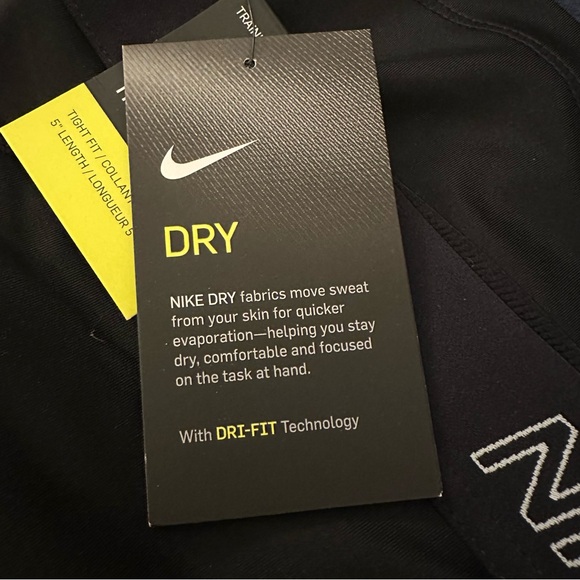 TIGHT FIT / COLLANT
5" LENGTH / LONGUEUR 5
DRY
NIKE DRY fabrics move sweat
from your skin for quicker
evaporation—helping you stay
dry, comfortable and focused
on the task at hand.
With DRI-FIT Technology